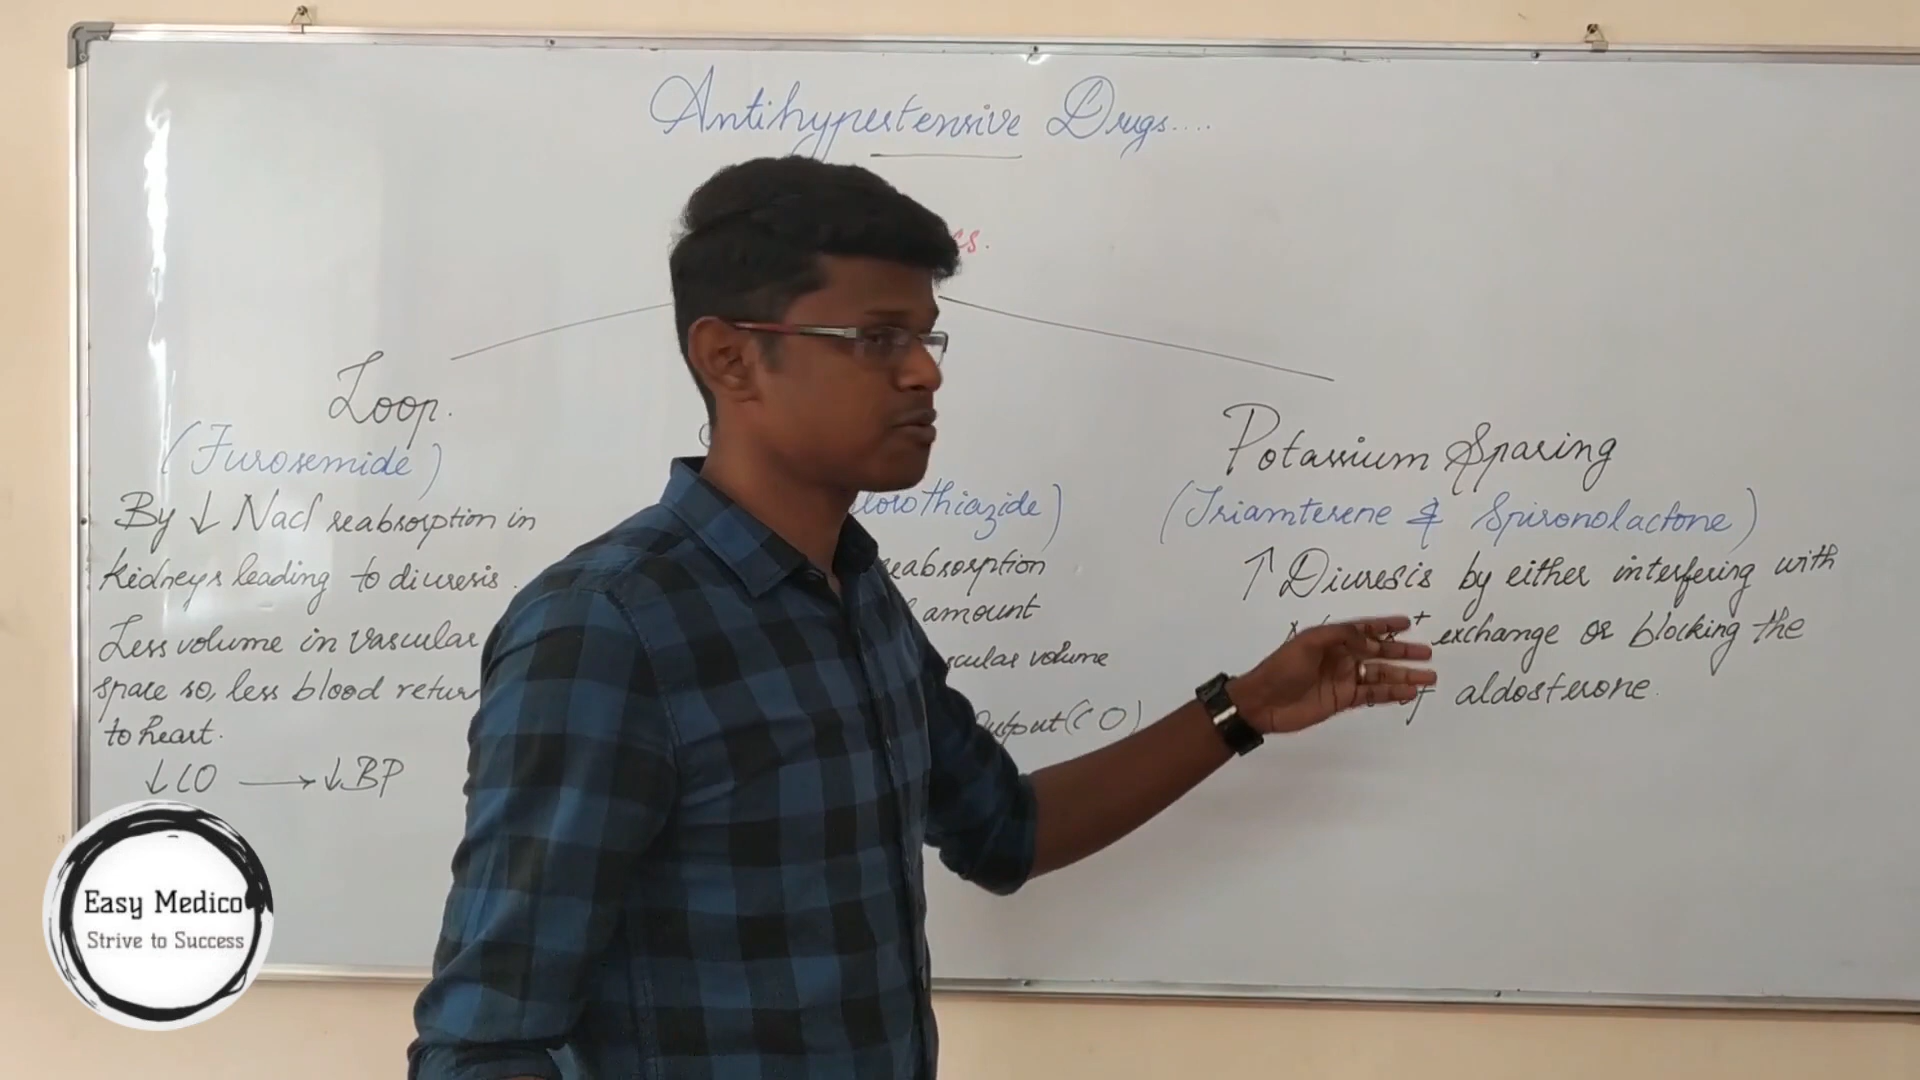 Antihypertensive Drugs....
cs.
Loop.
(Furosemide)
By ↓ Nacl reabsorption in
kidneys leading to diuresis.
Less volume in vascular
space so, less blood return
to heart.
↓CO → ↓BP
lorothiazide)
reabsorption
amount
scular volume
Output (CO)
Potassium Sparing
(Triamterene & Spironolactone)
↑ Diuresis by either interfering with
+ exchange or blocking the
of aldosterone.
Easy Medico
Strive to Success